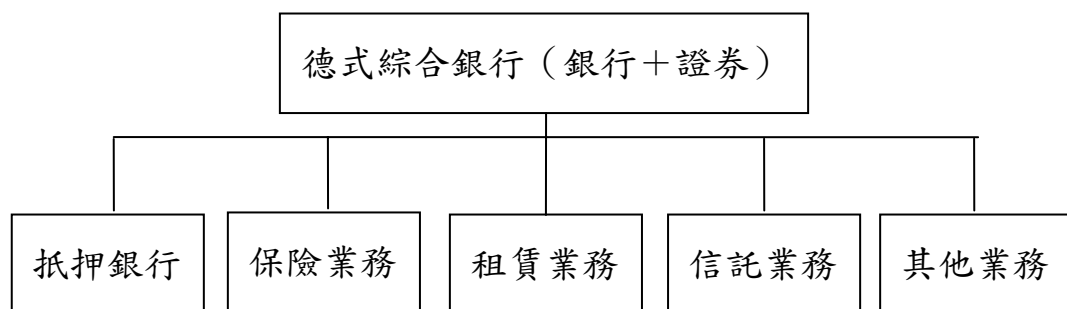 德式綜合銀行（銀行＋證券）
抵押銀行
保險業務
租賃業務
信託業務
其他業務